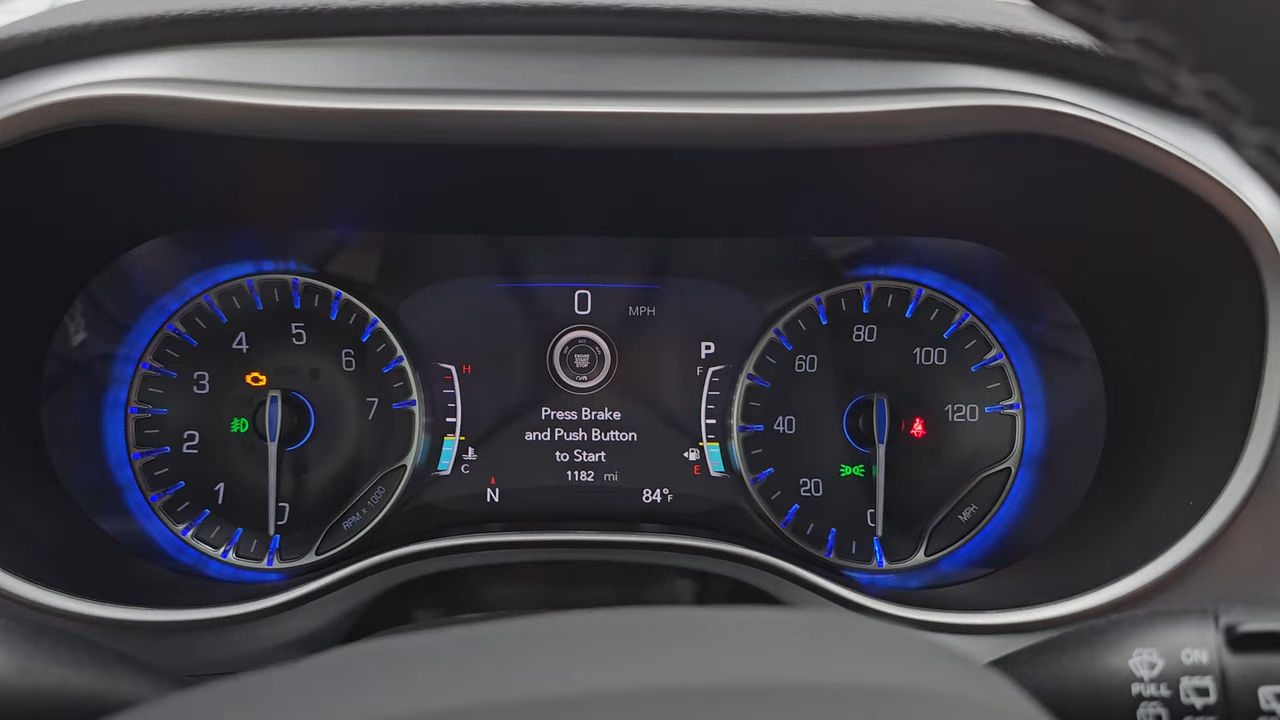 0 MPH
ENGINE
START
STOP
Press Brake
and Push Button
to Start
1182 mi
N
84°F
1
2
3
4
5
6
7
0
RPM x 1000
H
C
P
F
E
0
20
40
60
80
100
120
MPH
ON
PULL